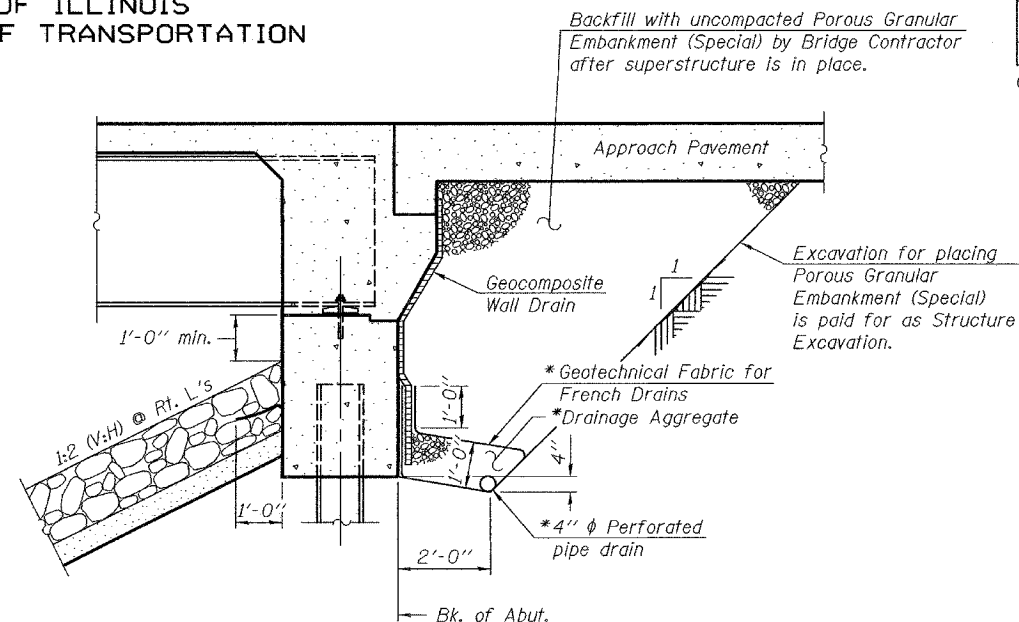 OF ILLINOIS
F TRANSPORTATION
Backfill with uncompacted Porous Granular
Embankment (Special) by Bridge Contractor
after superstructure is in place.
Approach Pavement
Geocomposite
Wall Drain
1
1
Excavation for placing
Porous Granular
Embankment (Special)
is paid for as Structure
Excavation.
1'-0" min.
1:2 (V:H) @ Rt. L's
*Geotechnical Fabric for
French Drains
*Drainage Aggregate
1'-0"
1'-0"
4"
1'-0"
*4" ϕ Perforated
pipe drain
2'-0"
Bk. of Abut.